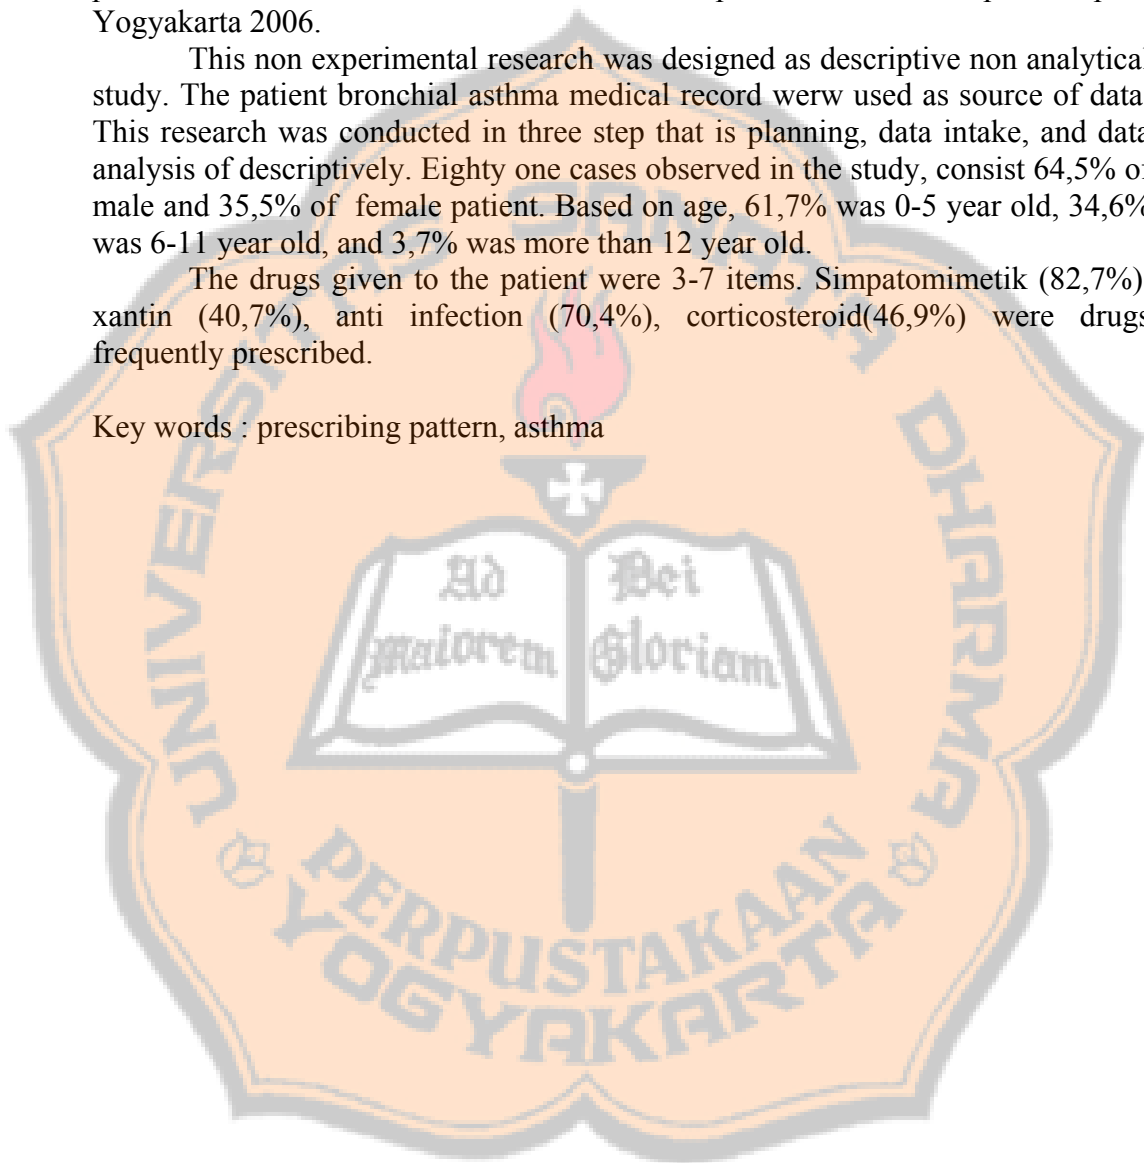 Yogyakarta 2006.
This non experimental research was designed as descriptive non analytical
study. The patient bronchial asthma medical record werw used as source of data
This research was conducted in three step that is planning, data intake, and data
analysis of descriptively. Eighty one cases observed in the study, consist 64,5% of
male and 35,5% of female patient. Based on age, 61,7% was 0-5 year old, 34,6%
was 6-11 year old, and 3,7% was more than 12 year old.
The drugs given to the patient were 3-7 items. Simpatomimetik (82,7%)
xantin (40,7%), anti infection (70,4%), corticosteroid(46,9%) were drugs
frequently prescribed.
Key words : prescribing pattern, asthma
UNIVERSITAS SANATA DHARMA
Ad Dei
Maiorem Gloriam
PERPUSTAKAAN
YOGYAKARTA